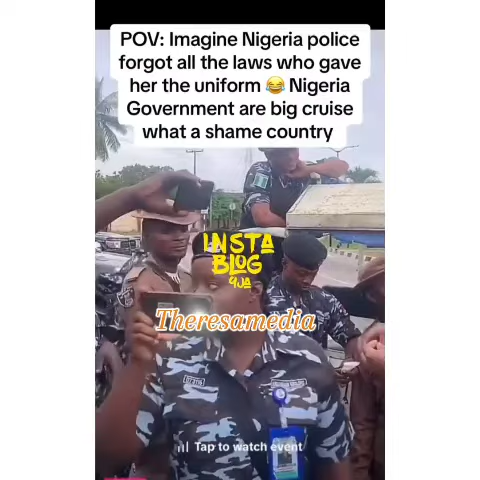 POV: Imagine Nigeria police
forgot all the laws who gave
her the uniform 😂 Nigeria
Government are big cruise
what a shame country
INSTA
BLOG
9JA
Theresamedia
Tap to watch event